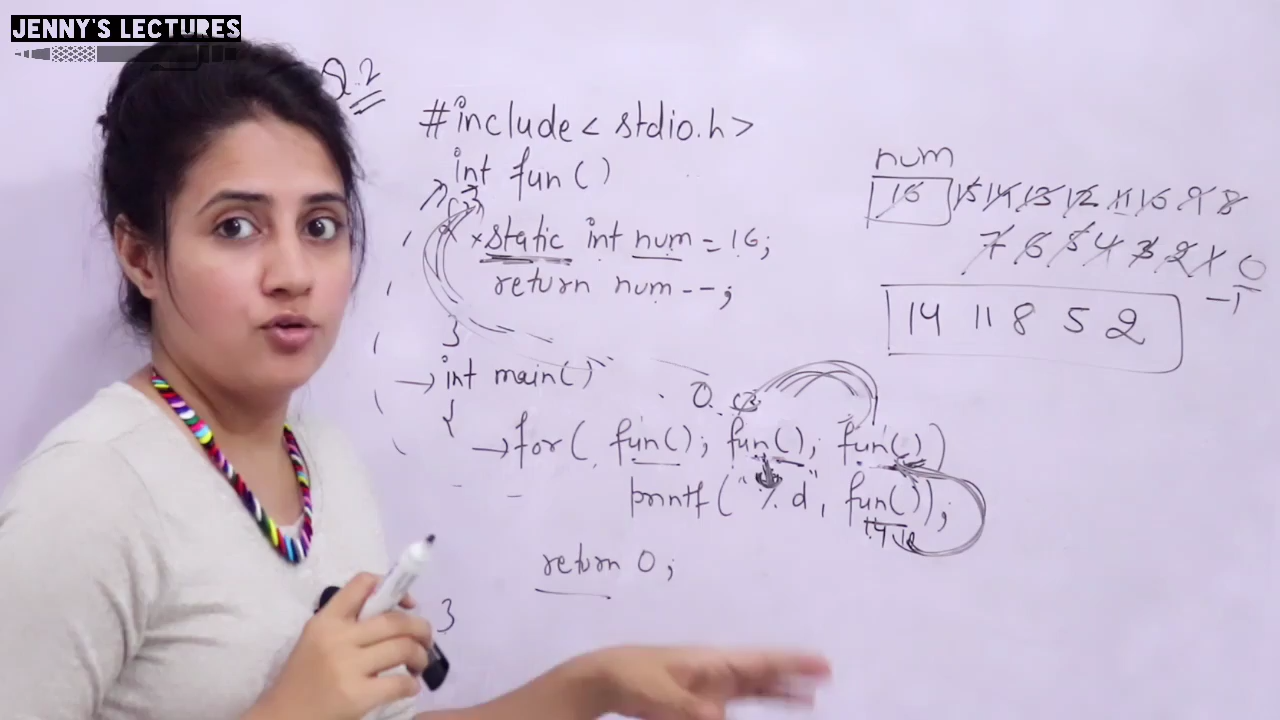 JENNY'S LECTURES
Q.2
#include< stdio.h>
int fun()
{
static int num = 16;
return num--;
}
int main()
{
for( fun(); fun(); fun())
printf("%d", fun());
return 0;
}
num
16 15 14 13 12 11 10 9 8
7 6 5 4 3 2 1 0
-1
14 11 8 5 2
0
14